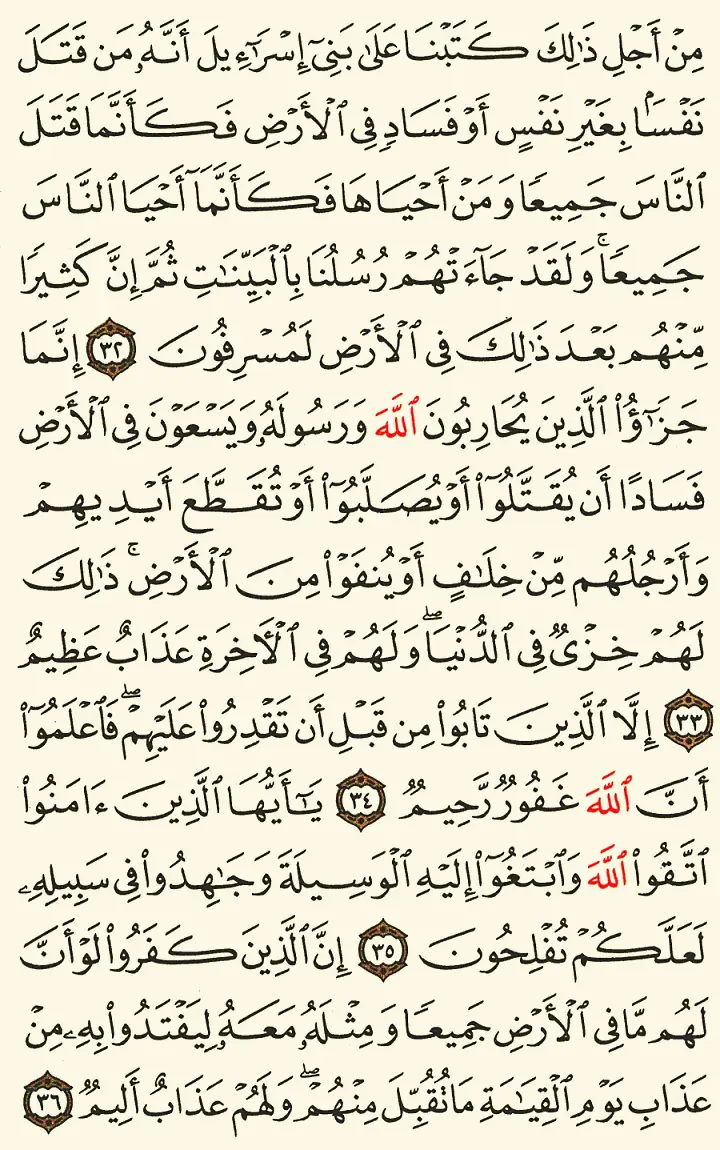 مِنْ أَجْلِ ذَٰلِكَ كَتَبْنَا عَلَىٰ بَنِىٓ إِسْرَٰٓءِيلَ أَنَّهُۥ مَن قَتَلَ
نَفْسًۢا بِغَيْرِ نَفْسٍ أَوْ فَسَادٍ فِى ٱلْأَرْضِ فَكَأَنَّمَا قَتَلَ
ٱلنَّاسَ جَمِيعًا وَمَنْ أَحْيَاهَا فَكَأَنَّمَآ أَحْيَا ٱلنَّاسَ
جَمِيعًا ۚ وَلَقَدْ جَآءَتْهُمْ رُسُلُنَا بِٱلْبَيِّنَٰتِ ثُمَّ إِنَّ كَثِيرًا
مِّنْهُم بَعْدَ ذَٰلِكَ فِى ٱلْأَرْضِ لَمُسْرِفُونَ ٣٢ إِنَّمَا
جَزَٰٓؤُا۟ ٱلَّذِينَ يُحَارِبُونَ ٱللَّهَ وَرَسُولَهُۥ وَيَسْعَوْنَ فِى ٱلْأَرْضِ
فَسَادًا أَن يُقَتَّلُوٓا۟ أَوْ يُصَلَّبُوٓا۟ أَوْ تُقَطَّعَ أَيْدِيهِمْ
وَأَرْجُلُهُم مِّنْ خِلَٰفٍ أَوْ يُنفَوْا۟ مِنَ ٱلْأَرْضِ ۚ ذَٰلِكَ
لَهُمْ خِزْىٌ فِى ٱلدُّنْيَا ۖ وَلَهُمْ فِى ٱلْءَاخِرَةِ عَذَابٌ عَظِيمٌ
٣٣ إِلَّا ٱلَّذِينَ تَابُوا۟ مِن قَبْلِ أَن تَقْدِرُوا۟ عَلَيْهِمْ ۖ فَٱعْلَمُوٓا۟
أَنَّ ٱللَّهَ غَفُورٌ رَّحِيمٌ ٣٤ يَٰٓأَيُّهَا ٱلَّذِينَ ءَامَنُوا۟
ٱتَّقُوا۟ ٱللَّهَ وَٱبْتَغُوٓا۟ إِلَيْهِ ٱلْوَسِيلَةَ وَجَٰهِدُوا۟ فِى سَبِيلِهِۦ
لَعَلَّكُمْ تُفْلِحُونَ ٣٥ إِنَّ ٱلَّذِينَ كَفَرُوا۟ لَوْ أَنَّ
لَهُم مَّا فِى ٱلْأَرْضِ جَمِيعًا وَمِثْلَهُۥ مَعَهُۥ لِيَفْتَدُوا۟ بِهِۦ مِنْ
عَذَابِ يَوْمِ ٱلْقِيَٰمَةِ مَا تُقُبِّلَ مِنْهُمْ ۖ وَلَهُمْ عَذَابٌ أَلِيمٌ ٣٦